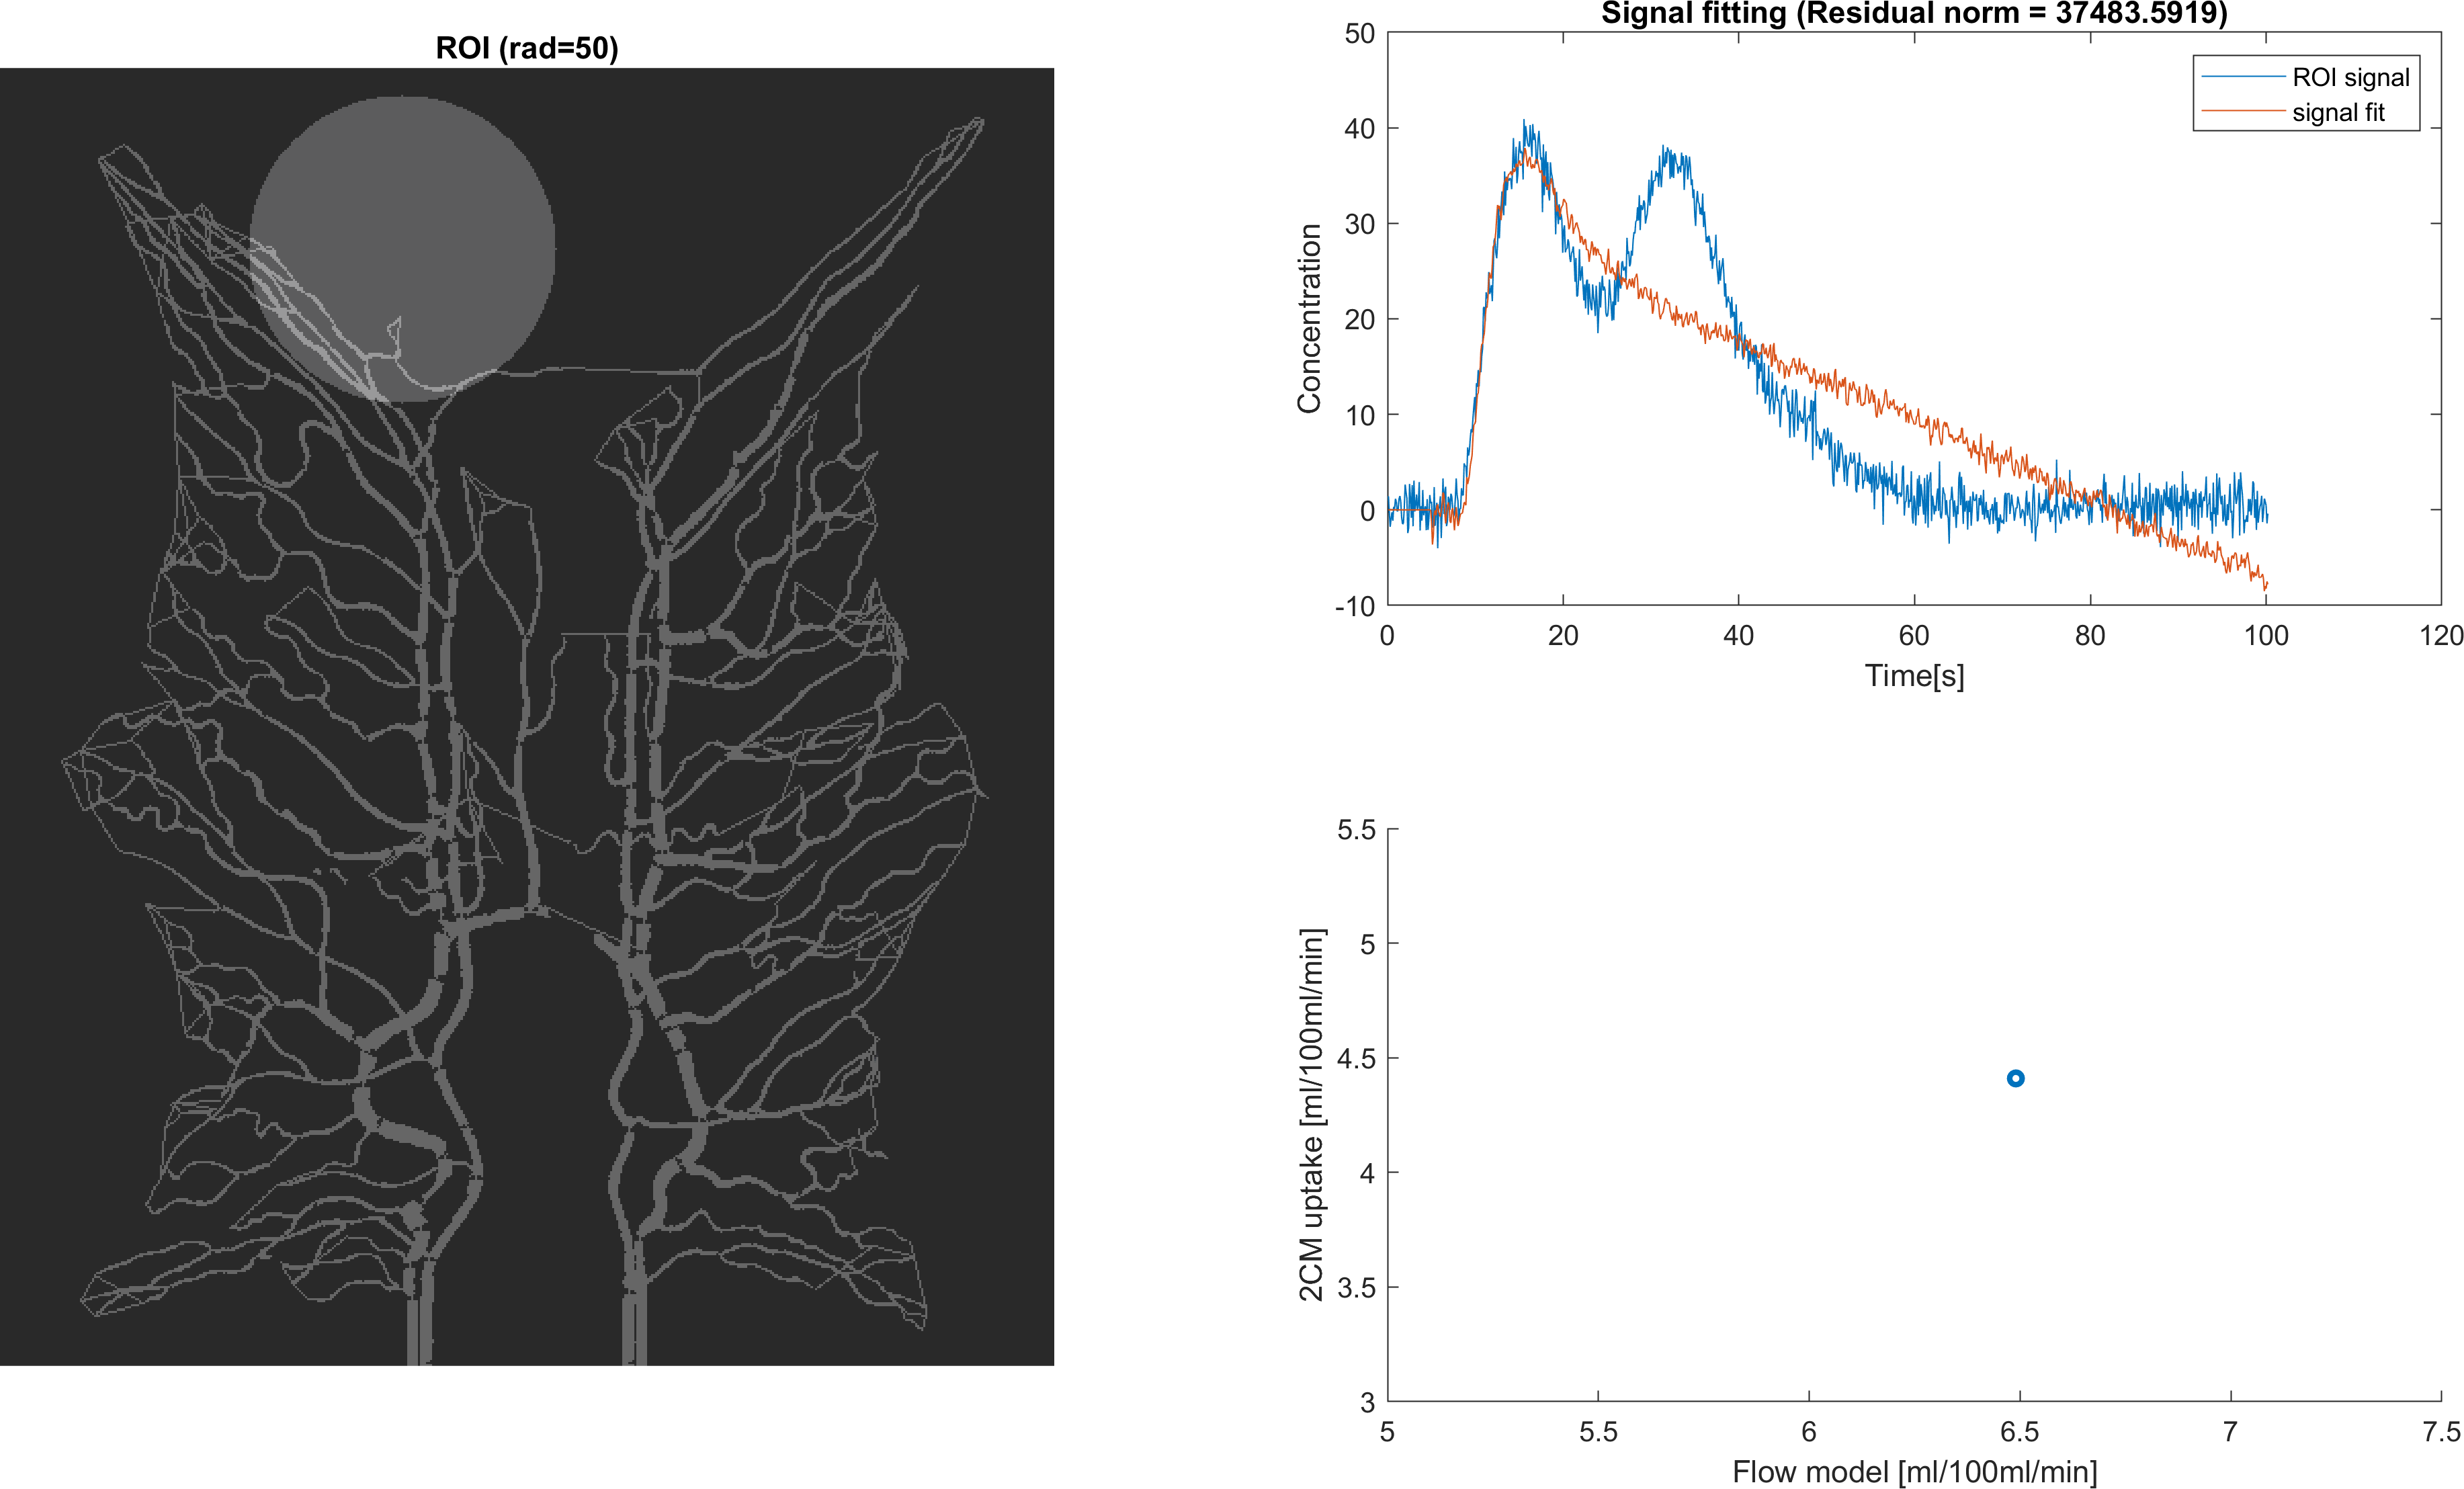 ROI (rad=50)
Signal fitting (Residual norm = 37483.5919)
50
40
30
20
10
0
-10
Concentration
ROI signal
signal fit
0 20 40 60 80 100 120
Time[s]
5.5
5
4.5
4
3.5
3
2CM uptake [ml/100ml/min]
5 5.5 6 6.5 7 7.5
Flow model [ml/100ml/min]